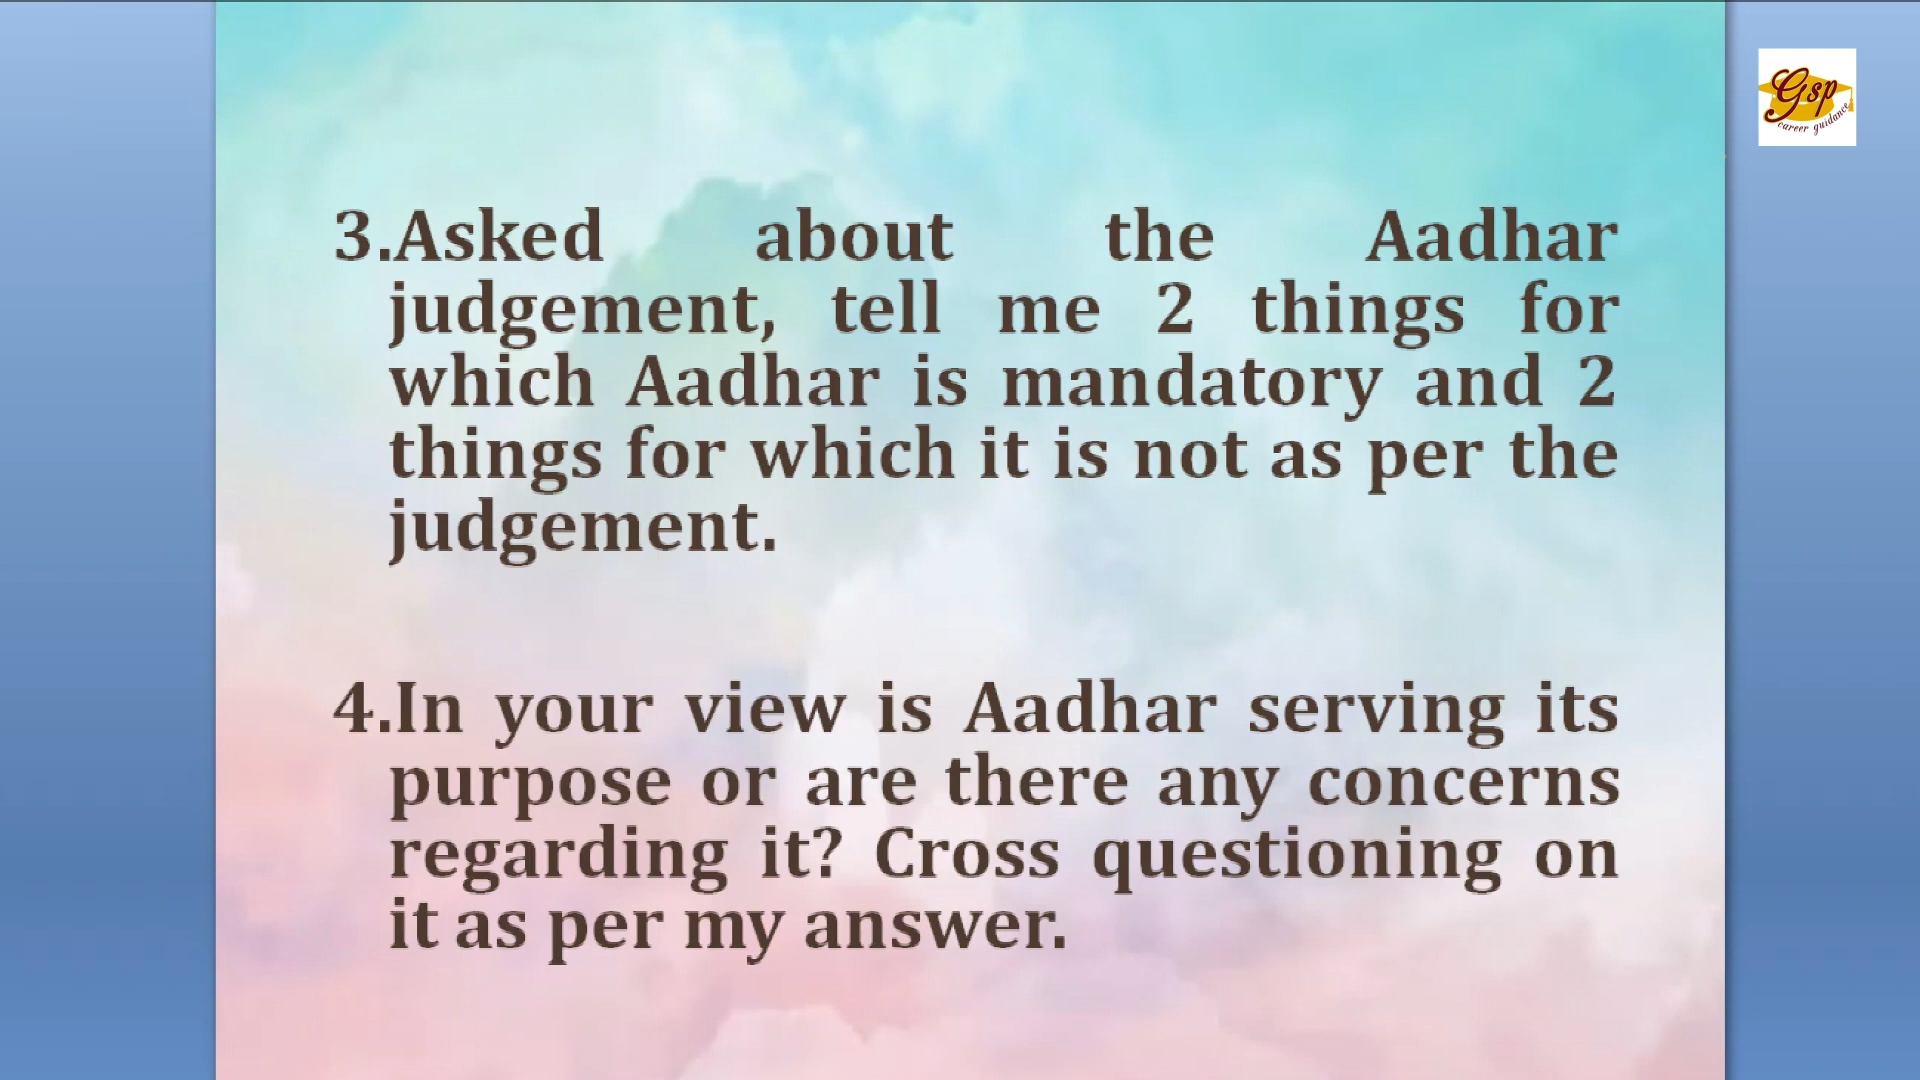 Gsp
career guidance
3.Asked about the Aadhar
judgement, tell me 2 things for
which Aadhar is mandatory and 2
things for which it is not as per the
judgement.
4.In your view is Aadhar serving its
purpose or are there any concerns
regarding it? Cross questioning on
it as per my answer.